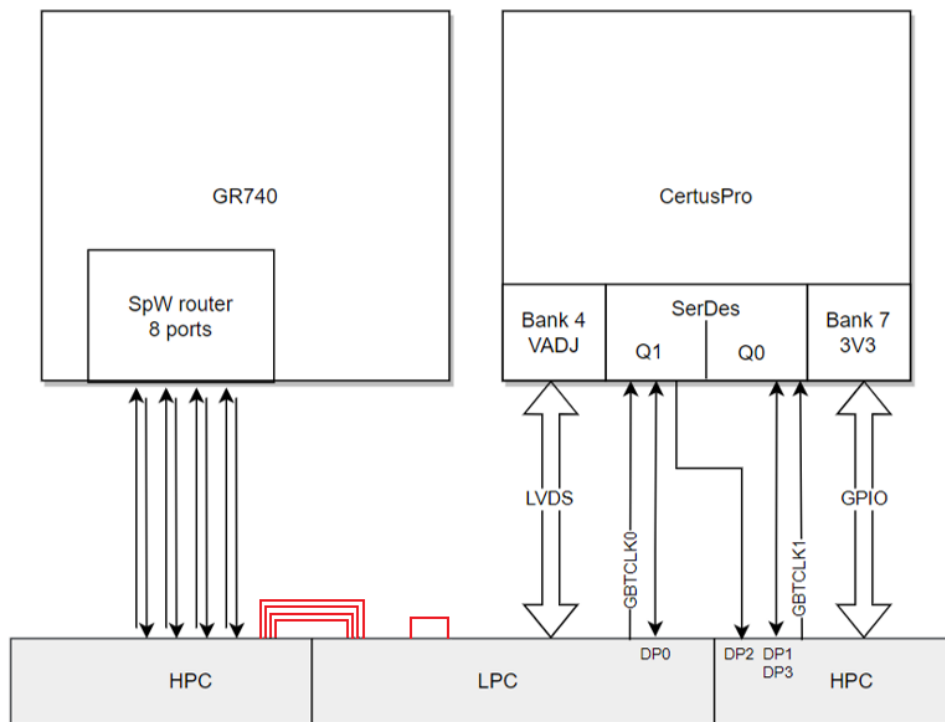 GR740
SpW router
8 ports
CertusPro
Bank 4
VADJ
SerDes
Q1
Q0
Bank 7
3V3
LVDS
GBTCLK0
GBTCLK1
GPIO
HPC
LPC
DP0
DP2
DP1
DP3
HPC